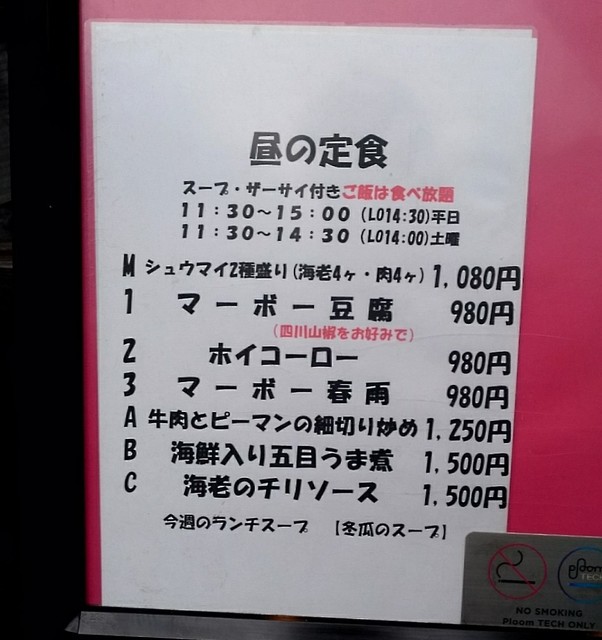 昼の定食
スープ・ザーサイ付きご飯は食べ放題
11:30〜15:00 (LO14:30)平日
11:30〜14:30 (LO14:00)土曜
M シュウマイ2種盛り(海老4ヶ・肉4ヶ) 1,080円
1 マーボー豆腐 980円
(四川山椒をお好みで)
2 ホイコーロー 980円
3 マーボー春雨 980円
A 牛肉とピーマンの細切り炒め 1,250円
B 海鮮入り五目うま煮 1,500円
C 海老のチリソース 1,500円
今週のランチスープ 【冬瓜のスープ】
Ploom TECH
NO SMOKING
Ploom TECH ONLY